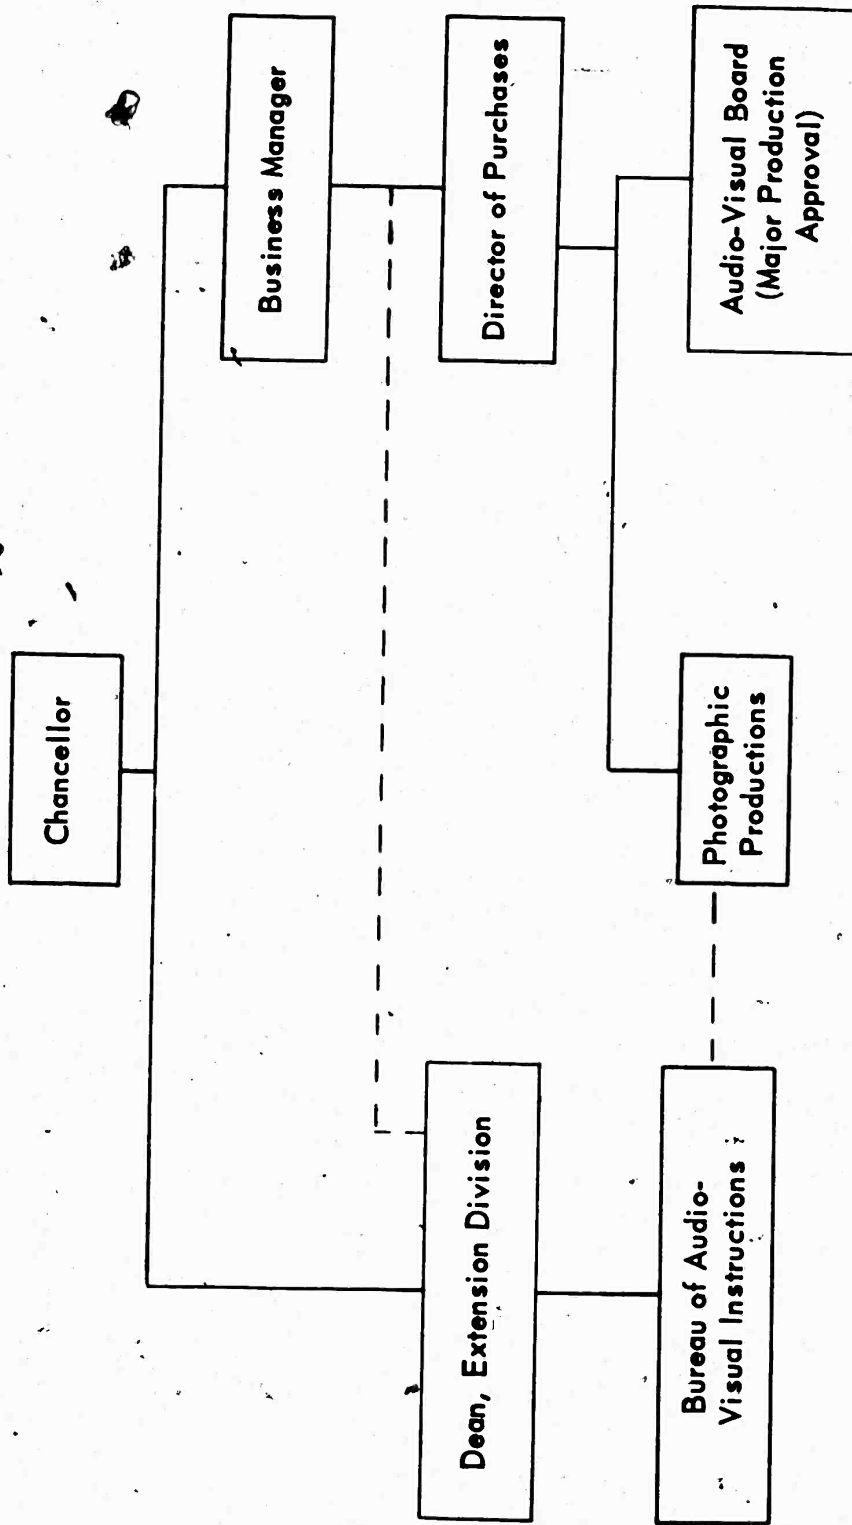 Chancellor
Business Manager
Dean, Extension Division
Director of Purchases
Bureau of Audio-
Visual Instructions
Photographic
Productions
Audio-Visual Board
(Major Production
Approval)